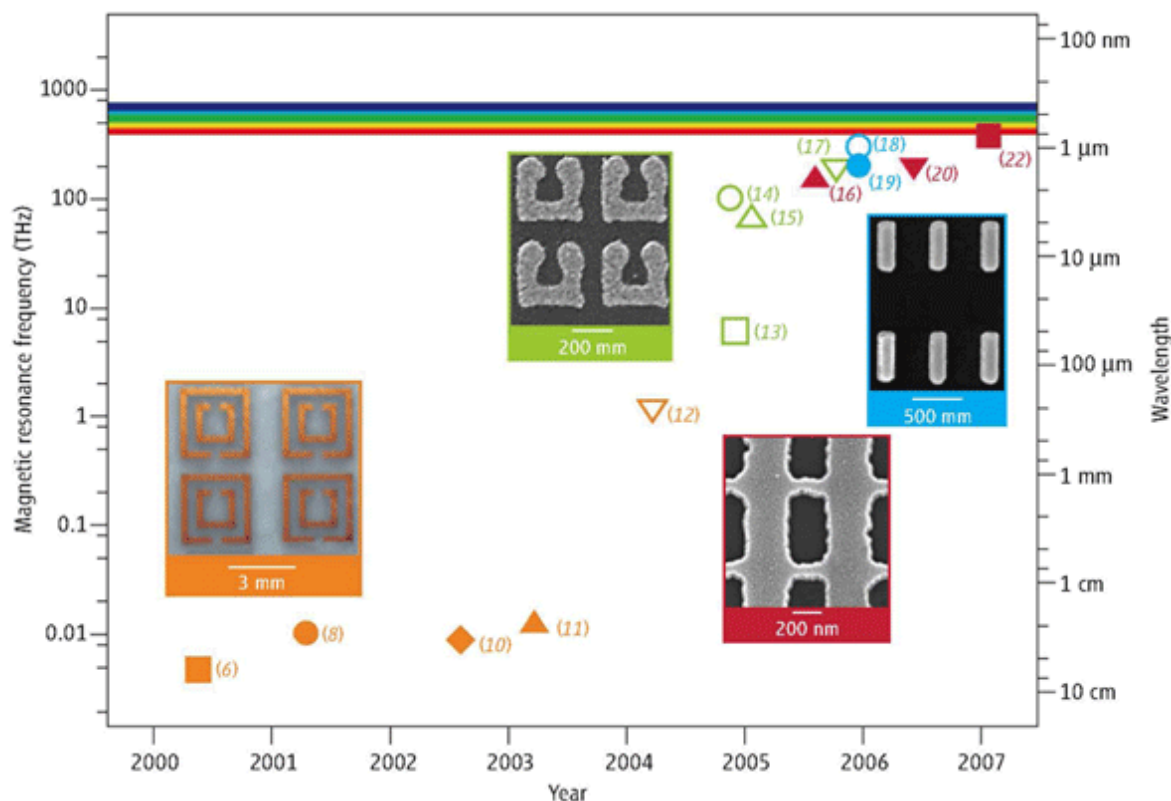 Magnetic resonance frequency (THz)
1000
100
10
1
0.1
0.01
100 nm
1 µm
10 µm
100 µm
1 mm
1 cm
10 cm
Wavelength
(17)
(18)
(22)
(16)
(19)
(20)
(14)
(15)
(13)
(12)
(11)
(10)
(8)
(6)
200 mm
500 mm
3 mm
200 nm
2000 2001 2002 2003 2004 2005 2006 2007
Year